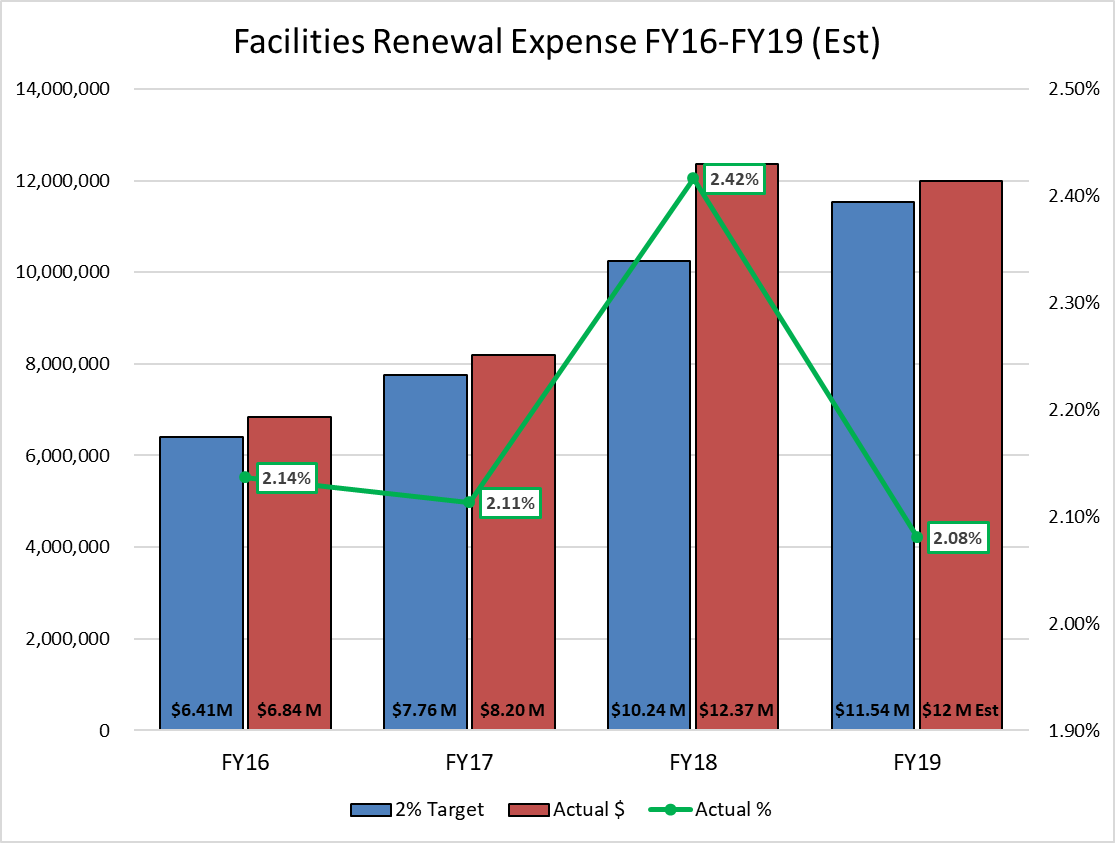 Facilities Renewal Expense FY16-FY19 (Est)
14,000,000
12,000,000
10,000,000
8,000,000
6,000,000
4,000,000
2,000,000
0
2.50%
2.40%
2.30%
2.20%
2.10%
2.00%
1.90%
2.14%
2.11%
2.42%
2.08%
$6.41M
$6.84 M
$7.76 M
$8.20 M
$10.24 M
$12.37 M
$11.54 M
$12 M Est
FY16
FY17
FY18
FY19
2% Target
Actual $
Actual %